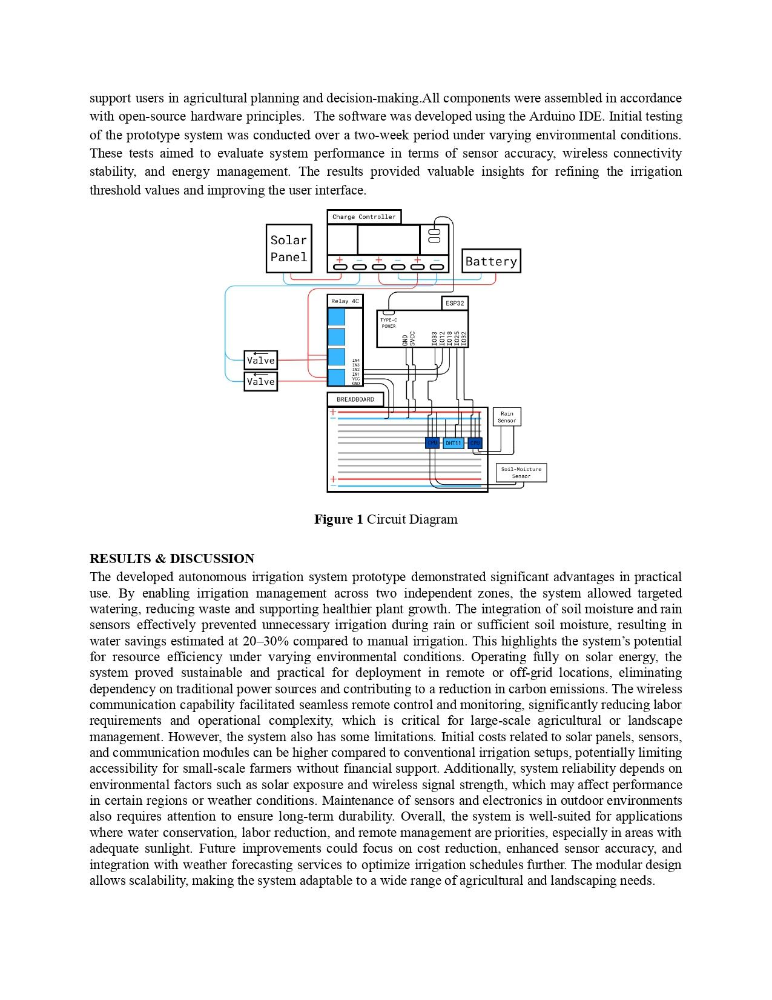 support users in agricultural planning and decision-making.All components were assembled in accordance
with open-source hardware principles. The software was developed using the Arduino IDE. Initial testing
of the prototype system was conducted over a two-week period under varying environmental conditions.
These tests aimed to evaluate system performance in terms of sensor accuracy, wireless connectivity
stability, and energy management. The results provided valuable insights for refining the irrigation
threshold values and improving the user interface.
Charge Controller
Solar
Panel
+ − + − + −
Battery
Relay 4C
ESP32
TYPE-C
POWER
GND
5VCC
IO33
IO12
IO18
IO25
IO32
Valve
Valve
IN4
IN3
IN2
IN1
VCC
GND
BREADBOARD
+
−
Rain
Sensor
CPU
DHT11
CPU
Soil-Moisture
Sensor
+
−
Figure 1 Circuit Diagram
RESULTS & DISCUSSION
The developed autonomous irrigation system prototype demonstrated significant advantages in practical
use. By enabling irrigation management across two independent zones, the system allowed targeted
watering, reducing waste and supporting healthier plant growth. The integration of soil moisture and rain
sensors effectively prevented unnecessary irrigation during rain or sufficient soil moisture, resulting in
water savings estimated at 20–30% compared to manual irrigation. This highlights the system’s potential
for resource efficiency under varying environmental conditions. Operating fully on solar energy, the
system proved sustainable and practical for deployment in remote or off-grid locations, eliminating
dependency on traditional power sources and contributing to a reduction in carbon emissions. The wireless
communication capability facilitated seamless remote control and monitoring, significantly reducing labor
requirements and operational complexity, which is critical for large-scale agricultural or landscape
management. However, the system also has some limitations. Initial costs related to solar panels, sensors,
and communication modules can be higher compared to conventional irrigation setups, potentially limiting
accessibility for small-scale farmers without financial support. Additionally, system reliability depends on
environmental factors such as solar exposure and wireless signal strength, which may affect performance
in certain regions or weather conditions. Maintenance of sensors and electronics in outdoor environments
also requires attention to ensure long-term durability. Overall, the system is well-suited for applications
where water conservation, labor reduction, and remote management are priorities, especially in areas with
adequate sunlight. Future improvements could focus on cost reduction, enhanced sensor accuracy, and
integration with weather forecasting services to optimize irrigation schedules further. The modular design
allows scalability, making the system adaptable to a wide range of agricultural and landscaping needs.